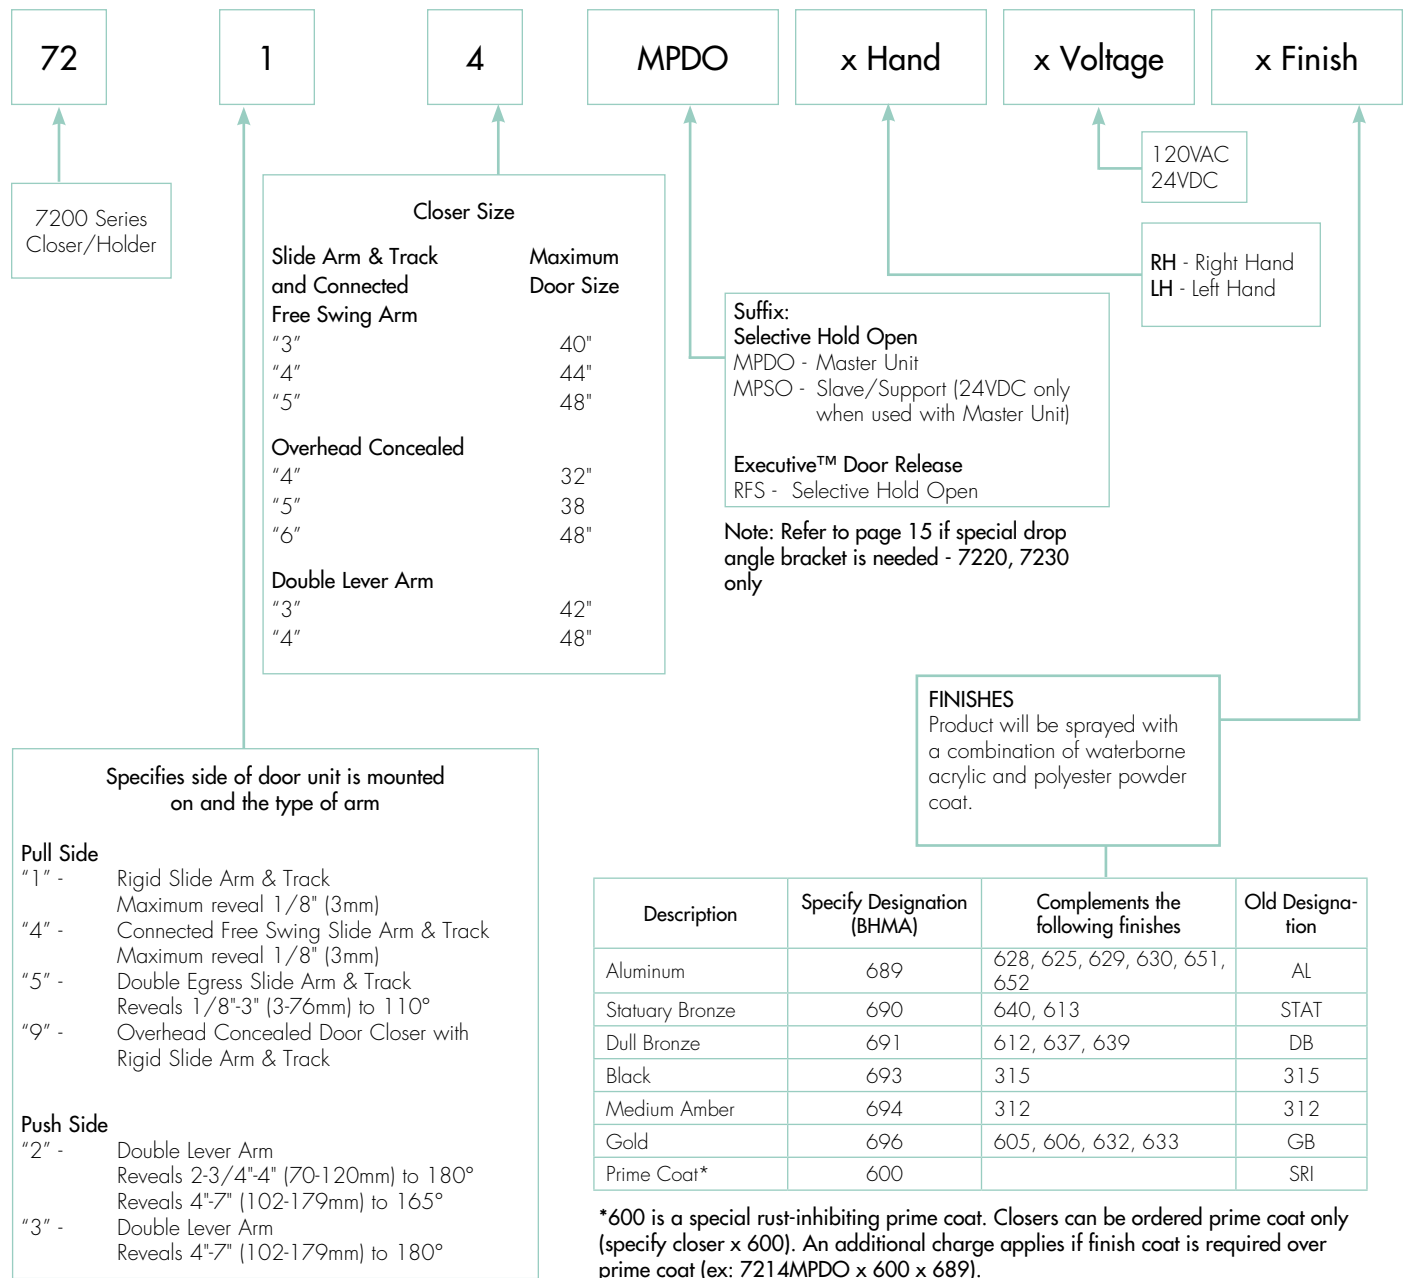 72
1
4
MPDO
x Hand
x Voltage
x Finish
7200 Series
Closer/Holder
Closer Size
Slide Arm & Track Maximum
and Connected Door Size
Free Swing Arm
“3” 40"
“4” 44"
“5” 48"
Overhead Concealed
“4” 32"
“5” 38
“6” 48"
Double Lever Arm
“3” 42"
“4” 48"
120VAC
24VDC
RH - Right Hand
LH - Left Hand
Suffix:
Selective Hold Open
MPDO - Master Unit
MPSO - Slave/Support (24VDC only
when used with Master Unit)
Executive™ Door Release
RFS - Selective Hold Open
Note: Refer to page 15 if special drop
angle bracket is needed - 7220, 7230
only
FINISHES
Product will be sprayed with
a combination of waterborne
acrylic and polyester powder
coat.
Specifies side of door unit is mounted
on and the type of arm
Pull Side
“1” - Rigid Slide Arm & Track
Maximum reveal 1/8" (3mm)
“4” - Connected Free Swing Slide Arm & Track
Maximum reveal 1/8" (3mm)
“5” - Double Egress Slide Arm & Track
Reveals 1/8"-3" (3-76mm) to 110°
“9” - Overhead Concealed Door Closer with
Rigid Slide Arm & Track
Push Side
“2” - Double Lever Arm
Reveals 2-3/4"-4" (70-120mm) to 180°
Reveals 4"-7" (102-179mm) to 165°
“3” - Double Lever Arm
Reveals 4"-7" (102-179mm) to 180°
Description Specify Designation Complements the Old Designa-
(BHMA) following finishes tion
Aluminum 689 628, 625, 629, 630, 651, AL
652
Statuary Bronze 690 640, 613 STAT
Dull Bronze 691 612, 637, 639 DB
Black 693 315 315
Medium Amber 694 312 312
Gold 696 605, 606, 632, 633 GB
Prime Coat* 600 SRI
*600 is a special rust-inhibiting prime coat. Closers can be ordered prime coat only
(specify closer x 600). An additional charge applies if finish coat is required over
prime coat (ex: 7214MPDO x 600 x 689).